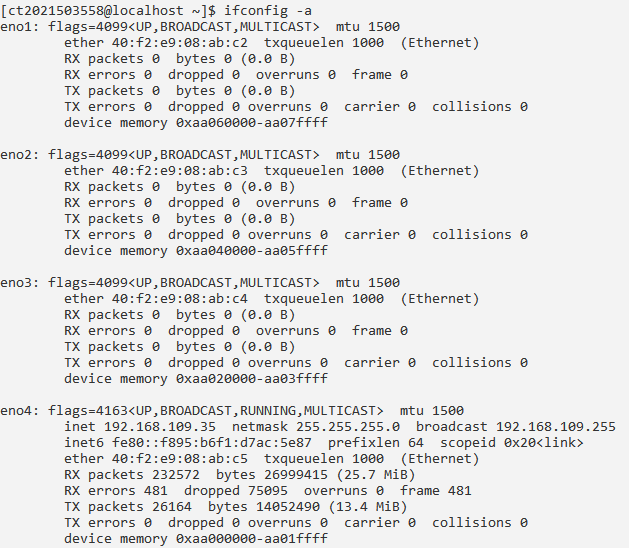 [ct2021503558@localhost ~]$ ifconfig -a
eno1: flags=4099<UP,BROADCAST,MULTICAST>  mtu 1500
        ether 40:f2:e9:08:ab:c2  txqueuelen 1000  (Ethernet)
        RX packets 0  bytes 0 (0.0 B)
        RX errors 0  dropped 0  overruns 0  frame 0
        TX packets 0  bytes 0 (0.0 B)
        TX errors 0  dropped 0 overruns 0  carrier 0  collisions 0
        device memory 0xaa060000-aa07ffff

eno2: flags=4099<UP,BROADCAST,MULTICAST>  mtu 1500
        ether 40:f2:e9:08:ab:c3  txqueuelen 1000  (Ethernet)
        RX packets 0  bytes 0 (0.0 B)
        RX errors 0  dropped 0  overruns 0  frame 0
        TX packets 0  bytes 0 (0.0 B)
        TX errors 0  dropped 0 overruns 0  carrier 0  collisions 0
        device memory 0xaa040000-aa05ffff

eno3: flags=4099<UP,BROADCAST,MULTICAST>  mtu 1500
        ether 40:f2:e9:08:ab:c4  txqueuelen 1000  (Ethernet)
        RX packets 0  bytes 0 (0.0 B)
        RX errors 0  dropped 0  overruns 0  frame 0
        TX packets 0  bytes 0 (0.0 B)
        TX errors 0  dropped 0 overruns 0  carrier 0  collisions 0
        device memory 0xaa020000-aa03ffff

eno4: flags=4163<UP,BROADCAST,RUNNING,MULTICAST>  mtu 1500
        inet 192.168.109.35  netmask 255.255.255.0  broadcast 192.168.109.255
        inet6 fe80::f895:b6f1:d7ac:5e87  prefixlen 64  scopeid 0x20<link>
        ether 40:f2:e9:08:ab:c5  txqueuelen 1000  (Ethernet)
        RX packets 232572  bytes 26999415 (25.7 MiB)
        RX errors 481  dropped 75095  overruns 0  frame 481
        TX packets 26164  bytes 14052490 (13.4 MiB)
        TX errors 0  dropped 0 overruns 0  carrier 0  collisions 0
        device memory 0xaa000000-aa01ffff